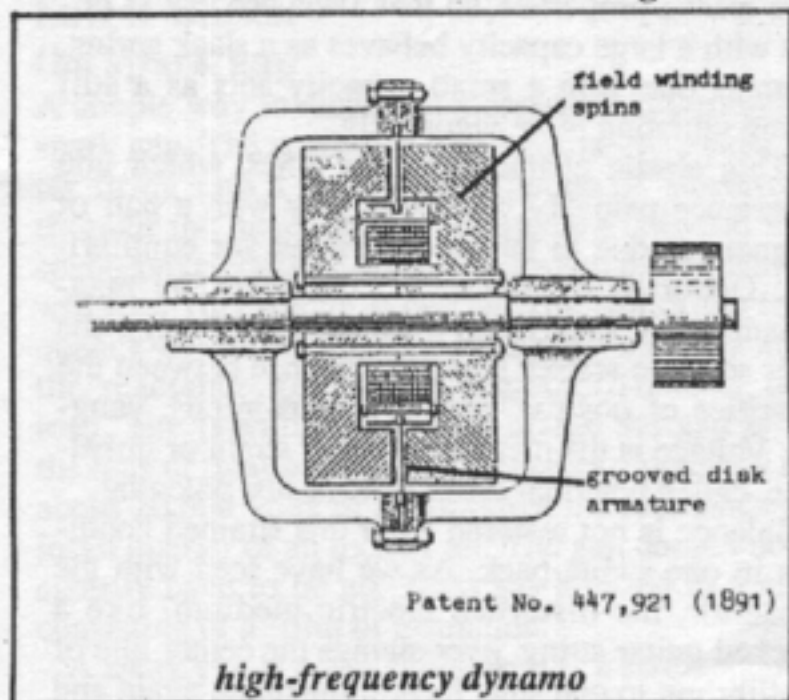 field winding
spins
grooved disk
armature
Patent No. 447,921 (1891)
high-frequency dynamo